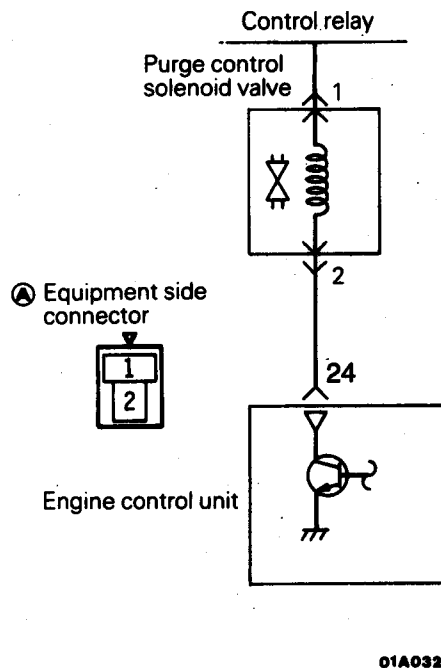 Control relay
Purge control
solenoid valve
1
2
Ⓐ Equipment side
connector
1
2
24
Engine control unit
01A032